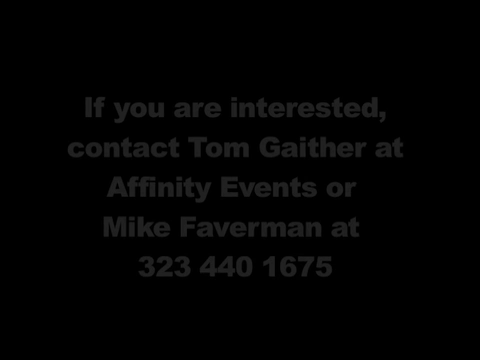 If you are interested,
contact Tom Gaither at
Affinity Events or
Mike Faverman at
323 440 1675